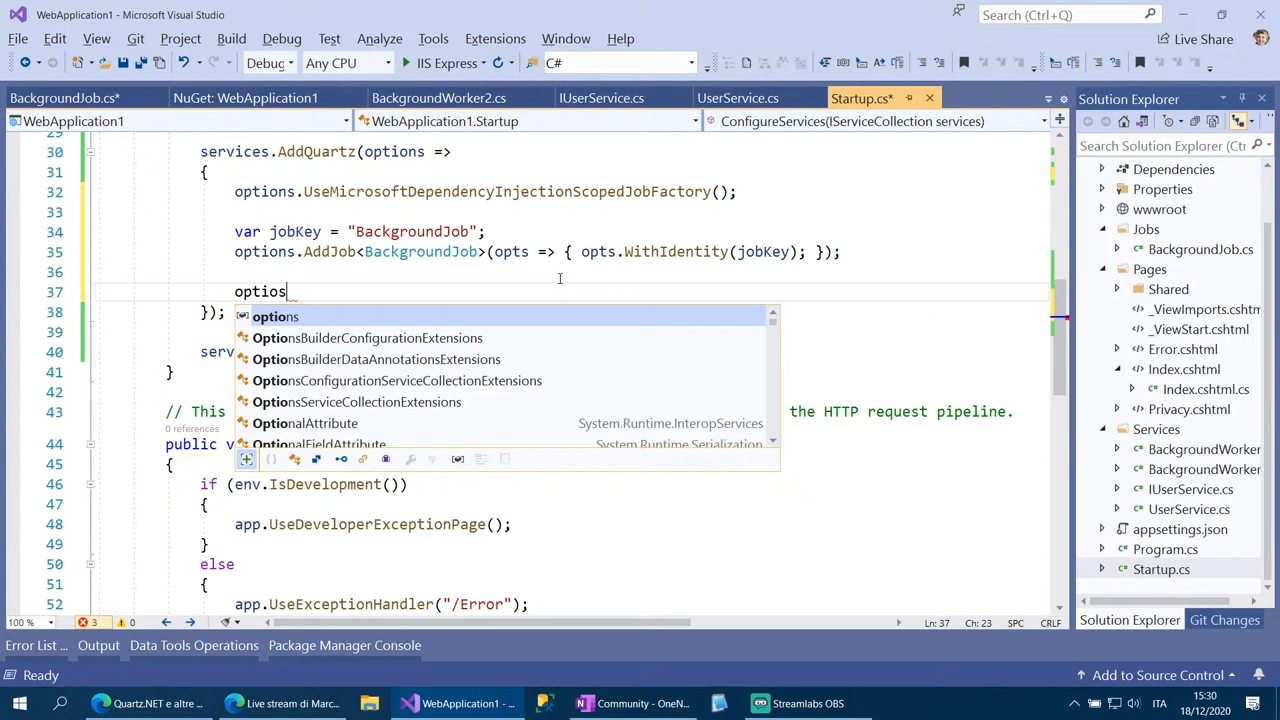 WebApplication1 - Microsoft Visual Studio
Search (Ctrl+Q)
File Edit View Git Project Build Debug Test Analyze Tools Extensions Window Help
Live Share
Debug Any CPU IIS Express C#
BackgroundJob.cs* NuGet: WebApplication1 BackgroundWorker2.cs IUserService.cs UserService.cs Startup.cs*
WebApplication1 WebApplication1.Startup ConfigureServices(IServiceCollection services)
30 services.AddQuartz(options =>
31 {
32 options.UseMicrosoftDependencyInjectionScopedJobFactory();
33
34 var jobKey = "BackgroundJob";
35 options.AddJob<BackgroundJob>(opts => { opts.WithIdentity(jobKey); });
36
37 optios
38 });
39
40 serv
41 }
42
43 // This the HTTP request pipeline.
0 references
44 public v
45 {
46 if (env.IsDevelopment())
47 {
48 app.UseDeveloperExceptionPage();
49 }
50 else
51 {
52 app.UseExceptionHandler("/Error");
options
OptionsBuilderConfigurationExtensions
OptionsBuilderDataAnnotationsExtensions
OptionsConfigurationServiceCollectionExtensions
OptionsServiceCollectionExtensions
OptionalAttribute System.Runtime.InteropServices
OptionalFieldAttribute System.Runtime.Serialization
100 % 3 0 Ln: 37 Ch: 23 SPC CRLF
Solution Explorer
Search Solution Explorer (Ctrl
Dependencies
Properties
wwwroot
Jobs
BackgroundJob.cs
Pages
Shared
_ViewImports.cshtml
_ViewStart.cshtml
Error.cshtml
Index.cshtml
Index.cshtml.cs
Privacy.cshtml
Services
BackgroundWorker
BackgroundWorker
IUserService.cs
UserService.cs
appsettings.json
Program.cs
Startup.cs
Solution Explorer Git Changes
Error List ... Output Data Tools Operations Package Manager Console
Ready
Add to Source Control
Quartz.NET e altre ... Live stream di Marc... WebApplication1 - ... Community - OneN... Streamlabs OBS
ITA
15:30
18/12/2020